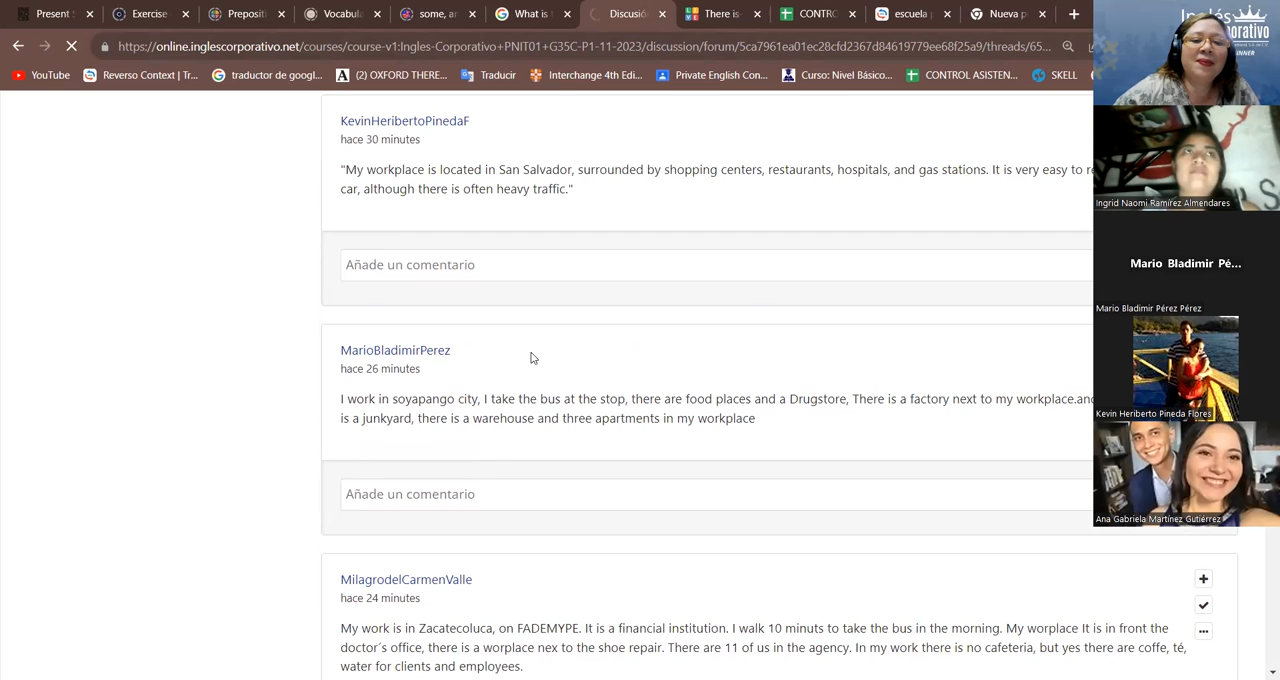 Present S
Exercise
Preposit
Vocabul
some, ar
What is
Discusió
There is
CONTRO
escuela
Nueva p
https://online.inglescorporativo.net/courses/course-v1:Ingles-Corporativo+PNIT01+G35C-P1-11-2023/discussion/forum/5ca7961ea01ec28cfd2367d84619779ee68f25a9/threads/65...
YouTube
Reverso Context | Tr...
traductor de googl...
(2) OXFORD THERE...
Traducir
Interchange 4th Edi...
Private English Con...
Curso: Nivel Básico...
CONTROL ASISTEN...
SKELL
KevinHeribertoPinedaF
hace 30 minutes
"My workplace is located in San Salvador, surrounded by shopping centers, restaurants, hospitals, and gas stations. It is very easy to re
car, although there is often heavy traffic."
Añade un comentario
MarioBladimirPerez
hace 26 minutes
I work in soyapango city, I take the bus at the stop, there are food places and a Drugstore, There is a factory next to my workplace.and
is a junkyard, there is a warehouse and three apartments in my workplace
Añade un comentario
MilagrodelCarmenValle
hace 24 minutes
My work is in Zacatecoluca, on FADEMYPE. It is a financial institution. I walk 10 minuts to take the bus in the morning. My worplace It is in front the
doctor´s office, there is a worplace nex to the shoe repair. There are 11 of us in the agency. In my work there is no cafeteria, but yes there are coffe, té,
water for clients and employees.
Inglés
orporativo
INNER
Ingrid Naomi Ramírez Almendares
Mario Bladimir Pé...
Mario Bladimir Pérez Pérez
Kevin Heriberto Pineda Flores
Ana Gabriela Martínez Gutiérrez